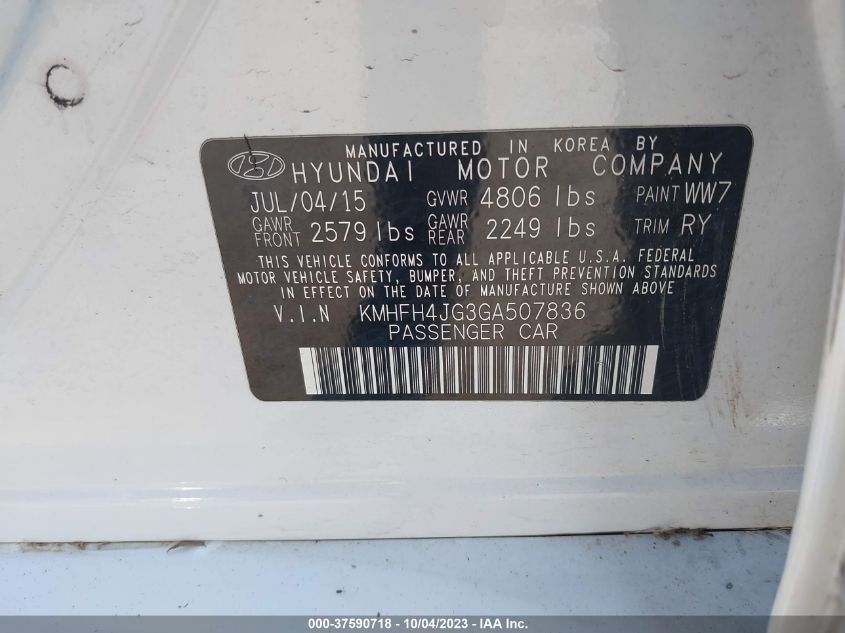 MANUFACTURED IN KOREA BY
HYUNDAI MOTOR COMPANY
JUL/04/15 GVWR 4806 lbs PAINT WW7
GAWR FRONT 2579 lbs GAWR REAR 2249 lbs TRIM RY
THIS VEHICLE CONFORMS TO ALL APPLICABLE U.S.A. FEDERAL
MOTOR VEHICLE SAFETY, BUMPER, AND THEFT PREVENTION STANDARDS
IN EFFECT ON THE DATE OF MANUFACTURE SHOWN ABOVE
V.I.N KMHFH4JG3GA507836
PASSENGER CAR
000-37590718 - 10/04/2023 - IAA Inc.